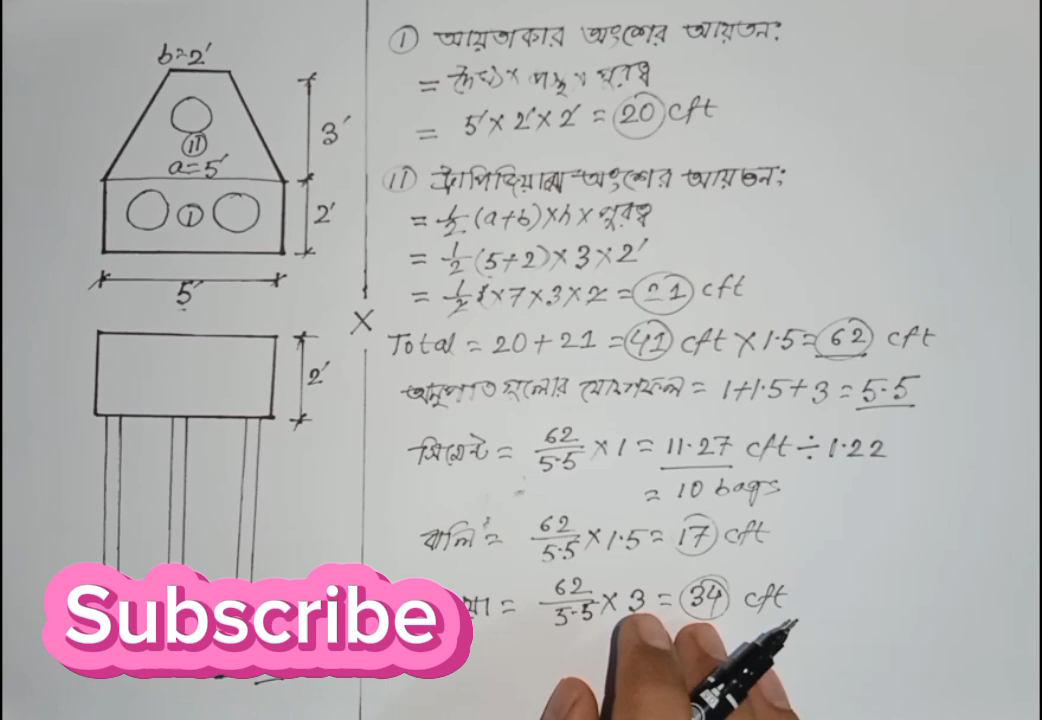 b=2'
3'
II
a=5'
I
2'
5'
2'
I আয়তাকার অংশের আয়তন:
= দৈর্ঘ্য × প্রস্থ × পুরত্ব
= 5' × 2' × 2' = 20 cft
II ট্রাপিজিয়াম অংশের আয়তন:
= 1/2 (a+b) × h × পুরত্ব
= 1/2 (5+2) × 3 × 2'
= 1/2 × 7 × 3 × 2 = 21 cft
X
Total = 20 + 21 = 41 cft × 1.5 = 62 cft
অনুপাত গুলোর যোগফল = 1+1.5+3 = 5.5
সিমেন্ট = 62/5.5 × 1 = 11.27 cft ÷ 1.22
= 10 bags
বালি = 62/5.5 × 1.5 = 17 cft
= 62/5.5 × 3 = 34 cft
Subscribe